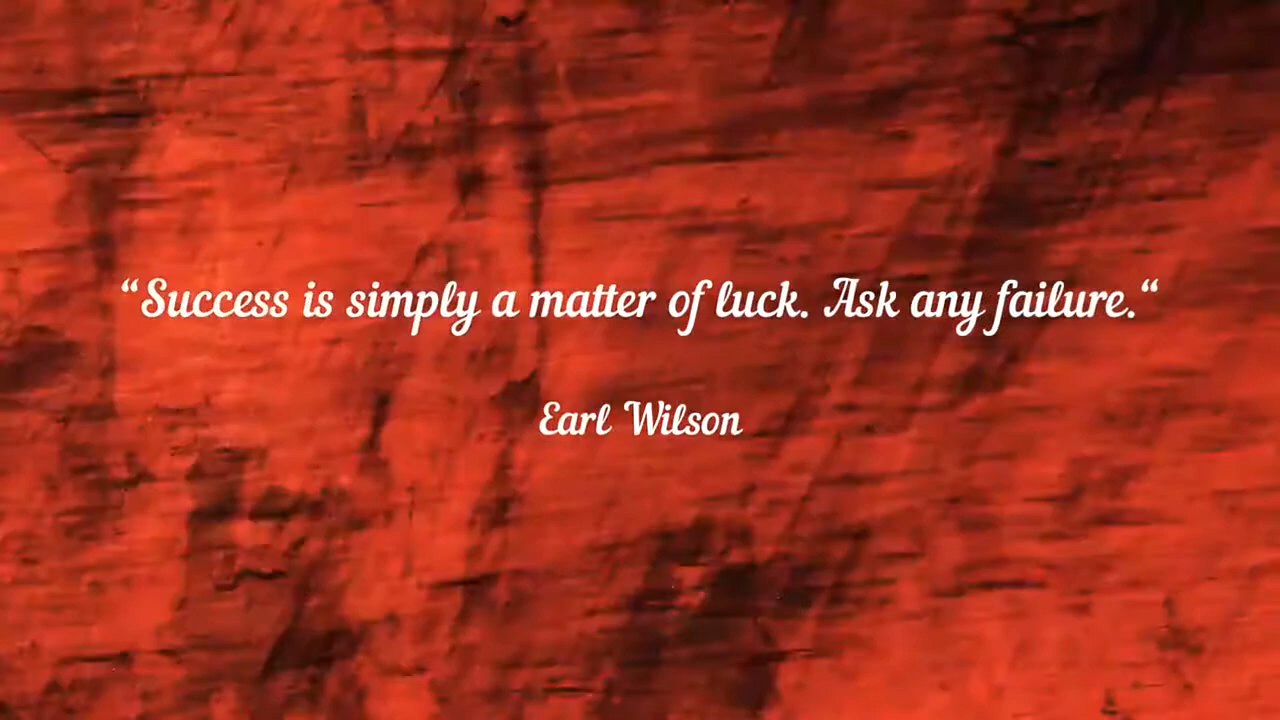 “Success is simply a matter of luck. Ask any failure.“
Earl Wilson